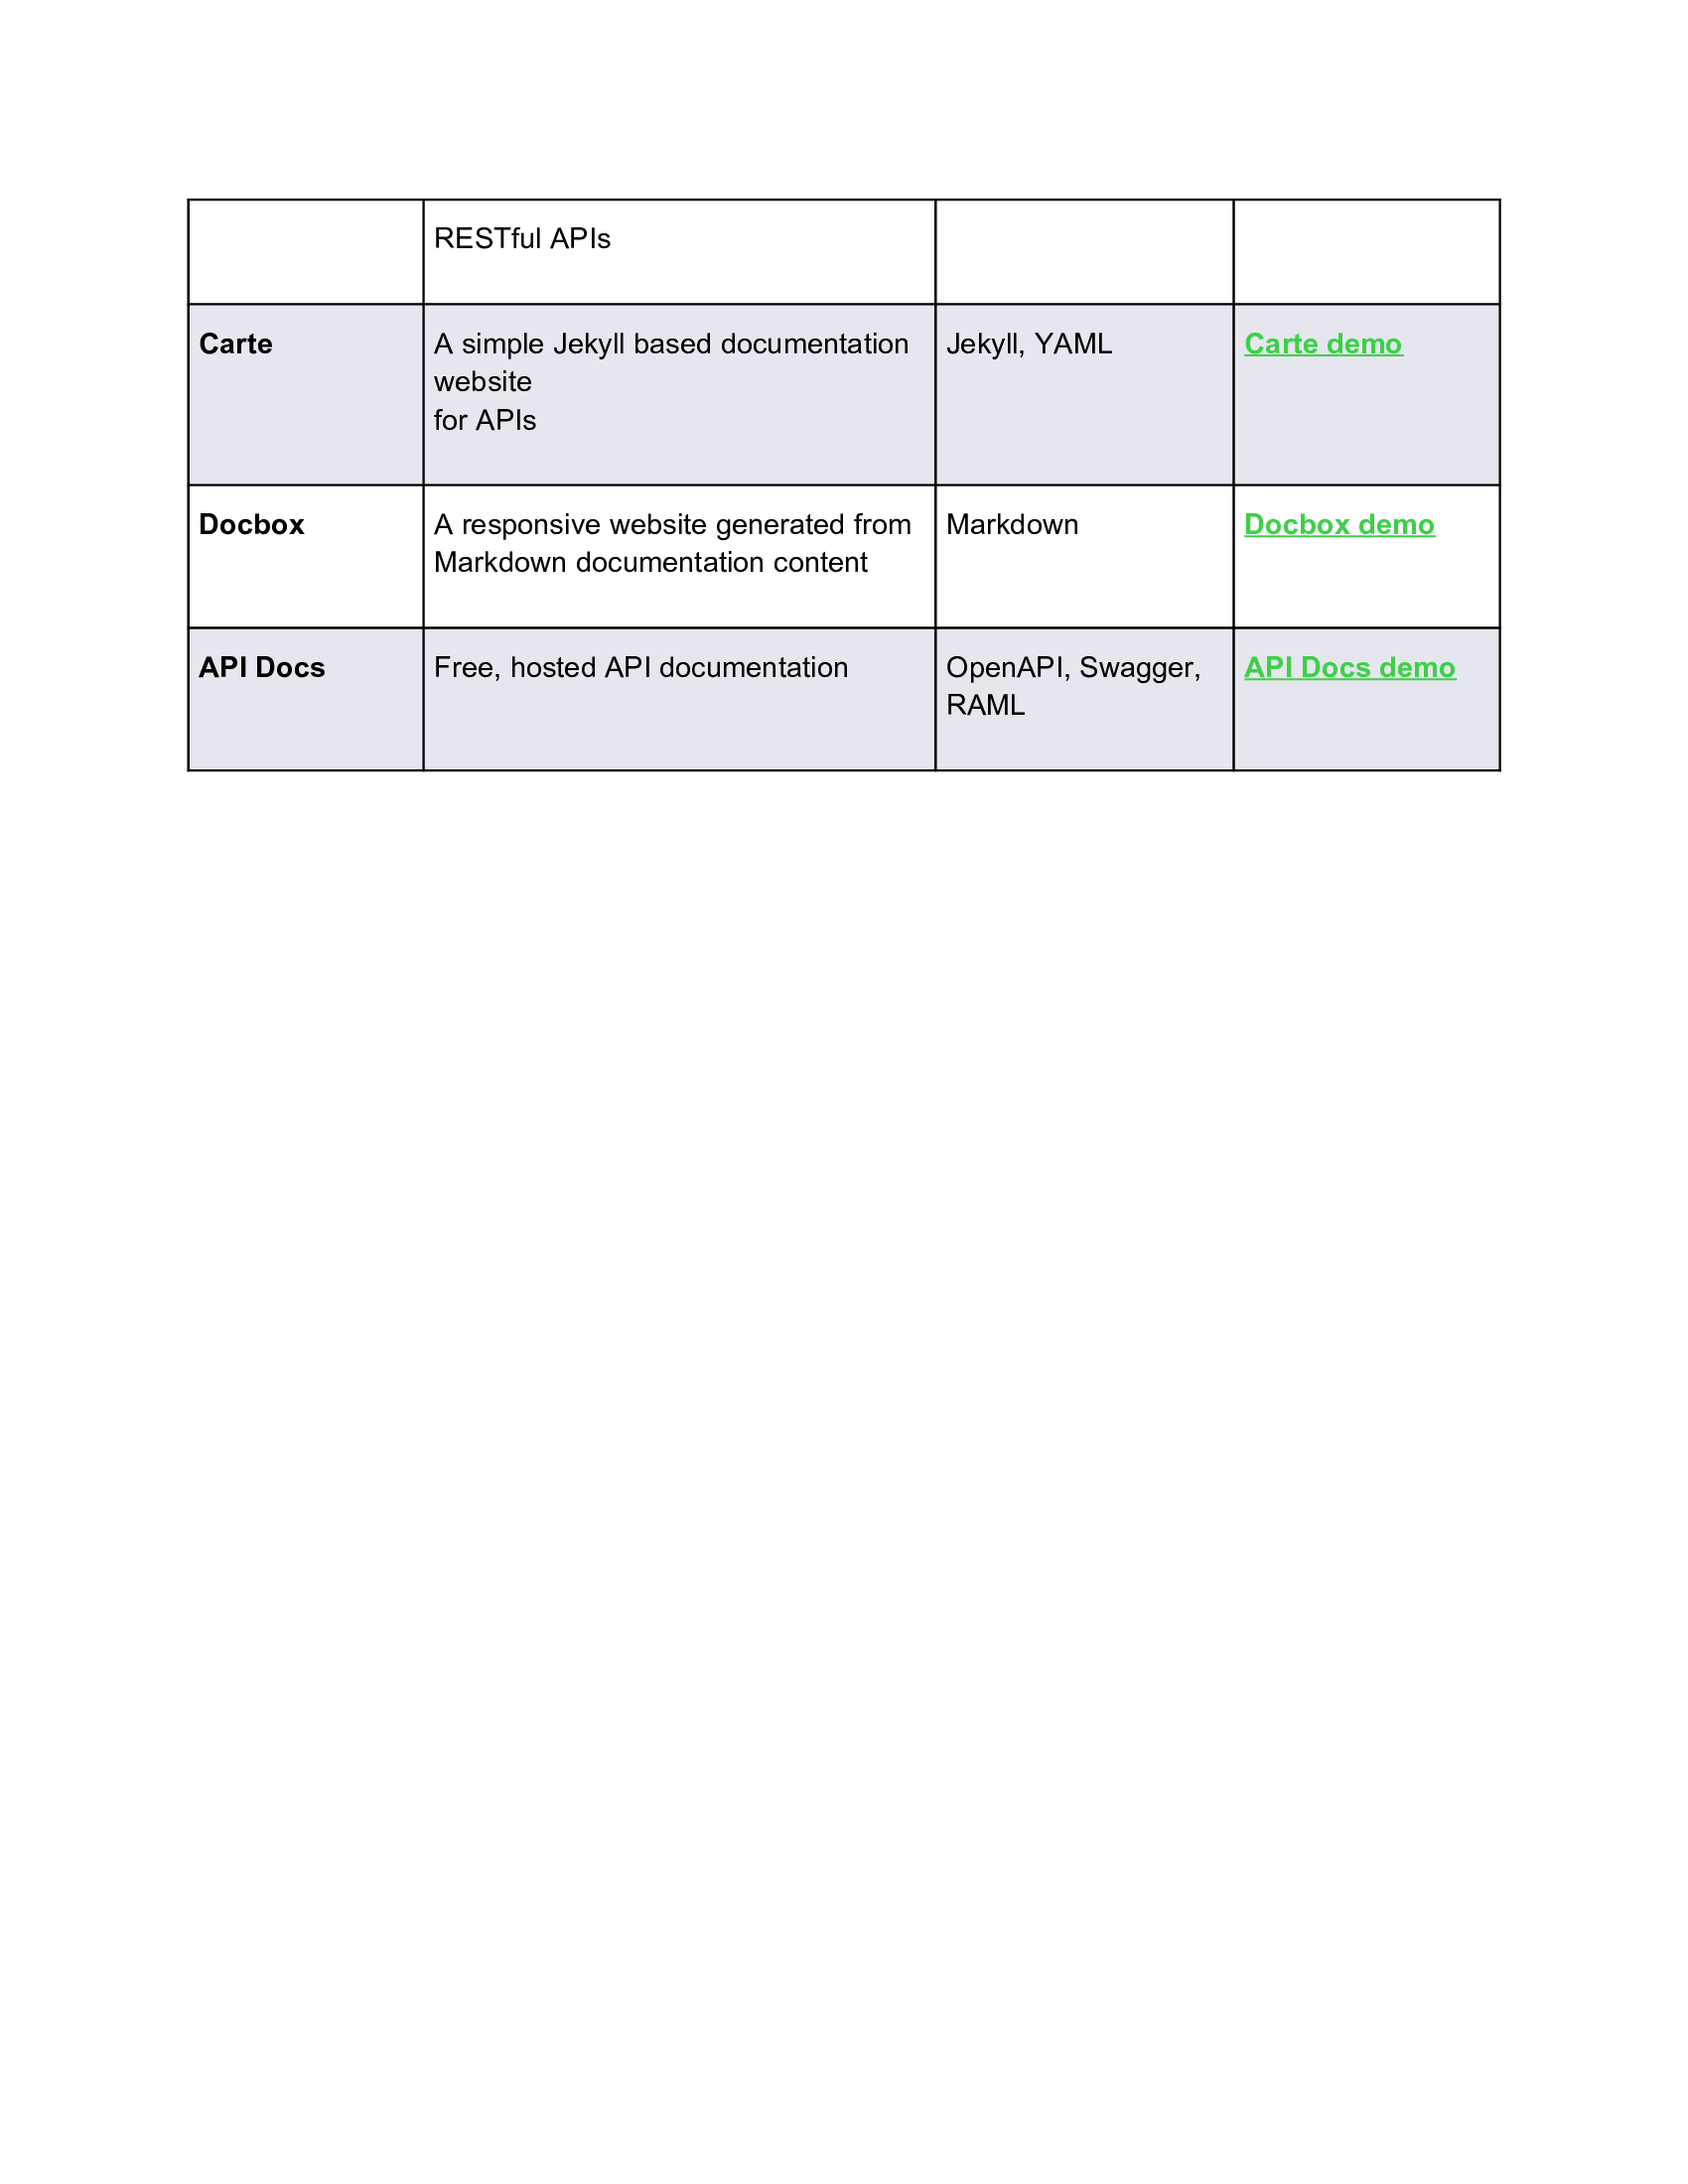 RESTful APIs
Carte
A simple Jekyll based documentation
website
for APIs
Jekyll, YAML
Carte demo
Docbox
A responsive website generated from
Markdown documentation content
Markdown
Docbox demo
API Docs
Free, hosted API documentation
OpenAPI, Swagger,
RAML
API Docs demo